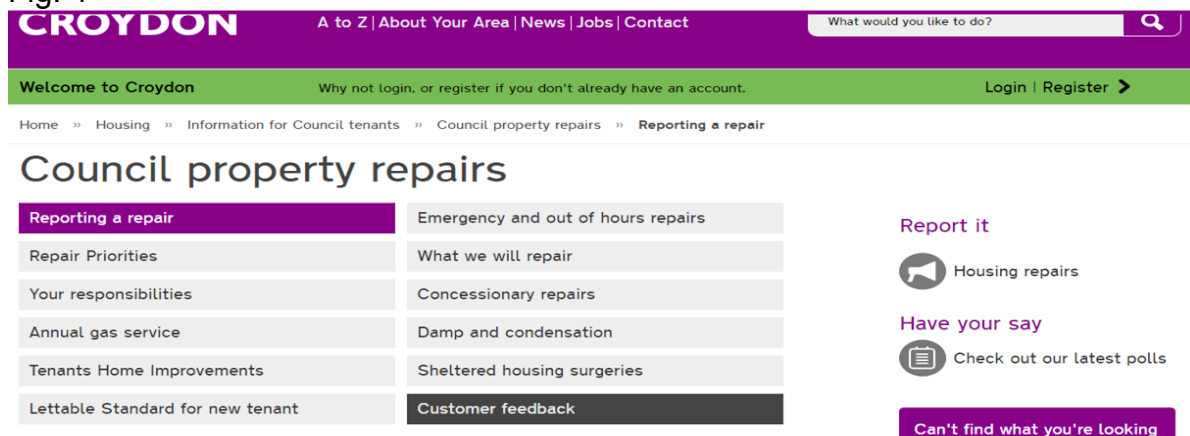 CROYDON
A to Z | About Your Area | News | Jobs | Contact
What would you like to do?
Welcome to Croydon
Why not login, or register if you don't already have an account.
Login | Register
Home » Housing » Information for Council tenants » Council property repairs » Reporting a repair
Council property repairs
Reporting a repair
Emergency and out of hours repairs
Repair Priorities
What we will repair
Your responsibilities
Concessionary repairs
Annual gas service
Damp and condensation
Tenants Home Improvements
Sheltered housing surgeries
Lettable Standard for new tenant
Customer feedback
Report it
Housing repairs
Have your say
Check out our latest polls
Can't find what you're looking